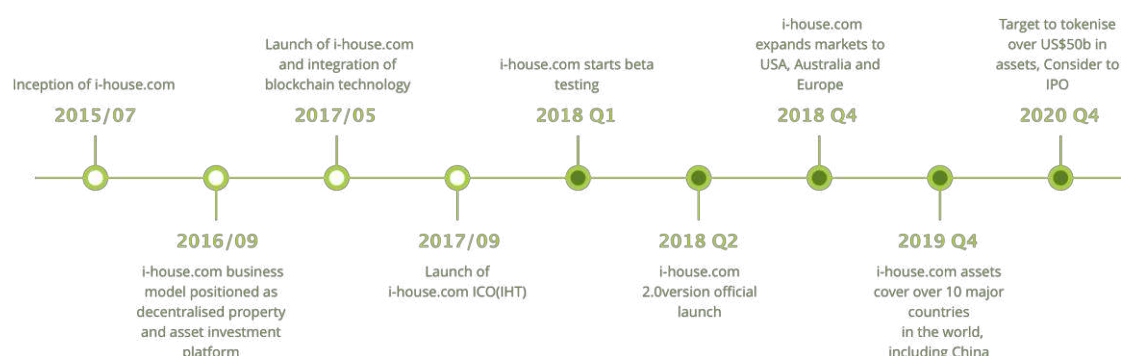 Inception of i-house.com
2015/07
2016/09
i-house.com business
model positioned as
decentralised property
and asset investment
platform
Launch of i-house.com
and integration of
blockchain technology
2017/05
2017/09
Launch of
i-house.com ICO(IHT)
i-house.com starts beta
testing
2018 Q1
2018 Q2
i-house.com
2.0version official
launch
i-house.com
expands markets to
USA, Australia and
Europe
2018 Q4
2019 Q4
i-house.com assets
cover over 10 major
countries
in the world,
including China
Target to tokenise
over US$50b in
assets, Consider to
IPO
2020 Q4